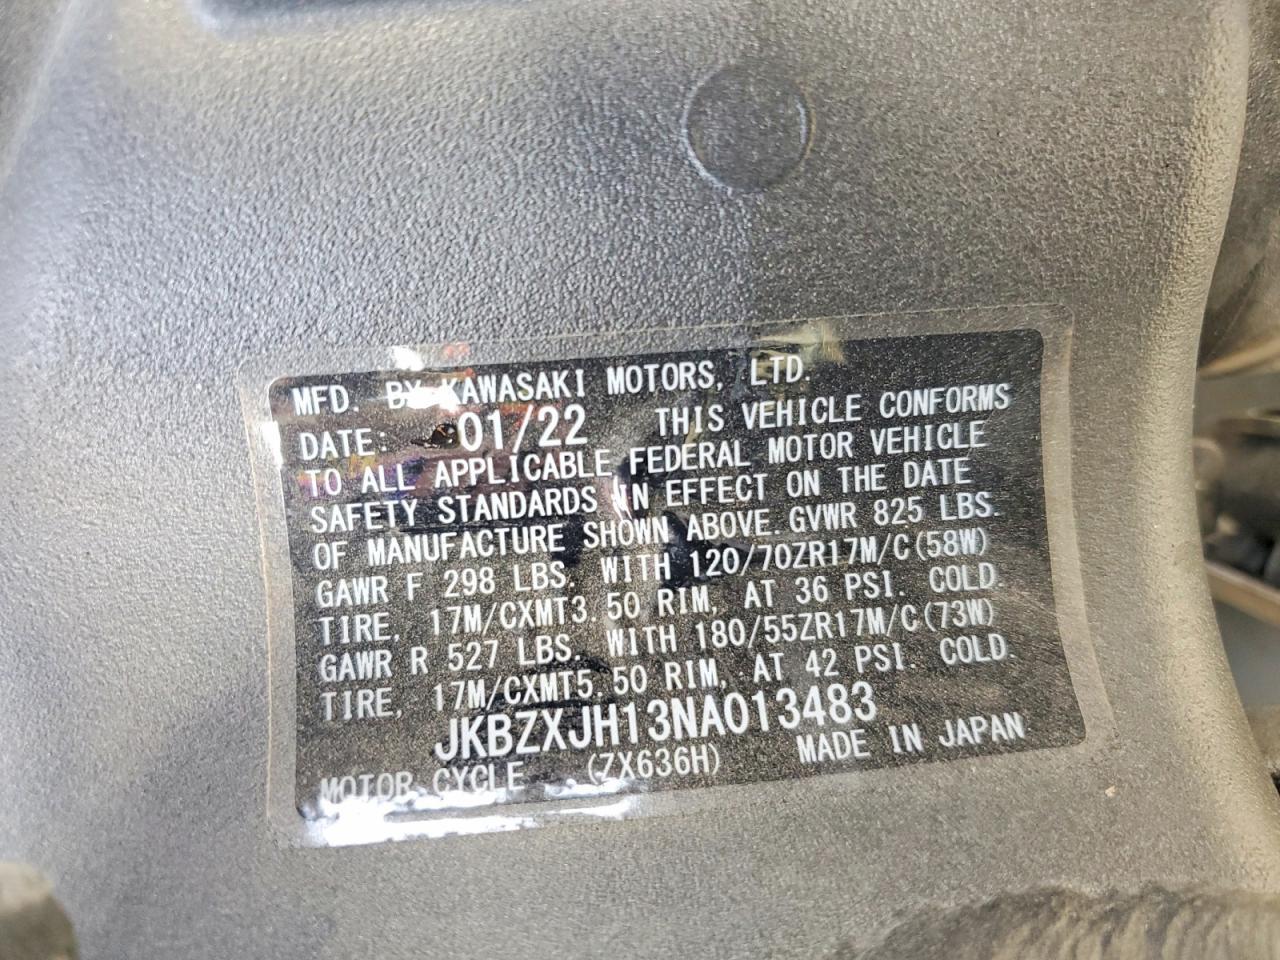 MFD. BY KAWASAKI MOTORS, LTD.
DATE: 01/22 THIS VEHICLE CONFORMS
TO ALL APPLICABLE FEDERAL MOTOR VEHICLE
SAFETY STANDARDS IN EFFECT ON THE DATE
OF MANUFACTURE SHOWN ABOVE. GVWR 825 LBS.
GAWR F 298 LBS. WITH 120/70ZR17M/C(58W)
TIRE, 17M/CXMT3.50 RIM, AT 36 PSI. COLD.
GAWR R 527 LBS. WITH 180/55ZR17M/C(73W)
TIRE, 17M/CXMT5.50 RIM, AT 42 PSI. COLD.
JKBZXJH13NA013483
MOTOR CYCLE (ZX636H) MADE IN JAPAN